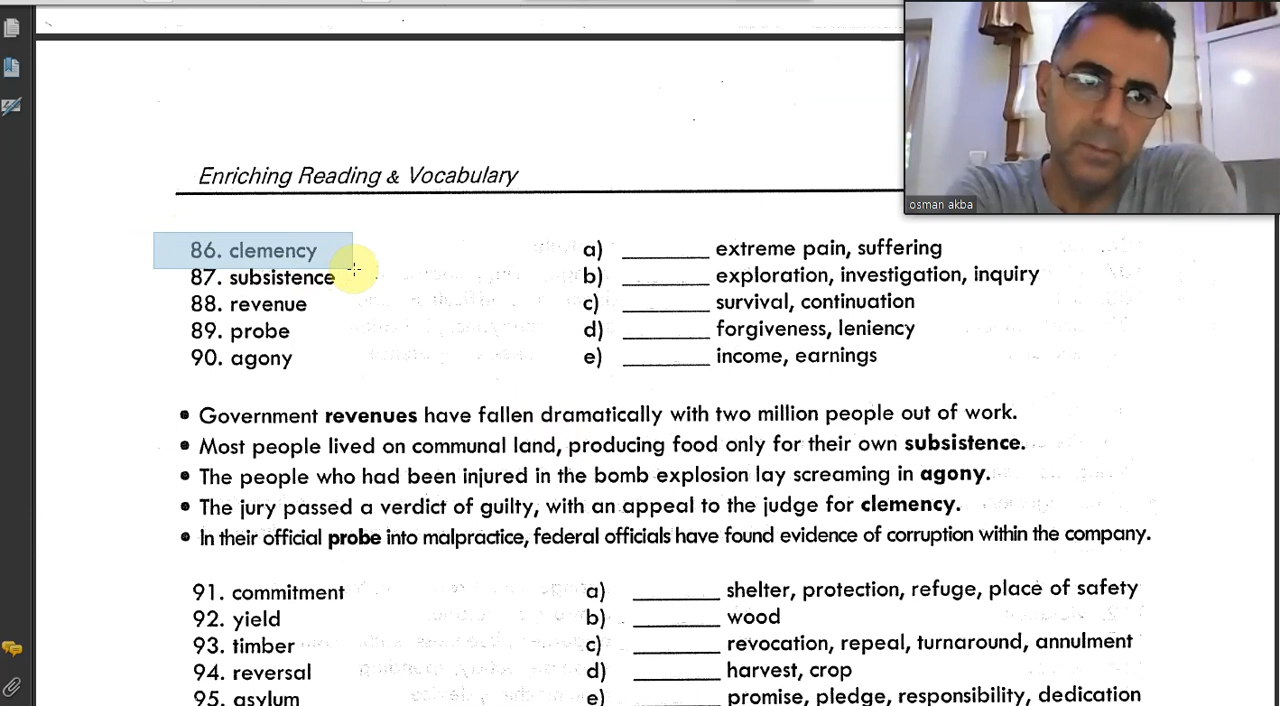 Enriching Reading & Vocabulary
osman akba
86. clemency a) ________ extreme pain, suffering
87. subsistence b) ________ exploration, investigation, inquiry
88. revenue c) ________ survival, continuation
89. probe d) ________ forgiveness, leniency
90. agony e) ________ income, earnings
• Government revenues have fallen dramatically with two million people out of work.
• Most people lived on communal land, producing food only for their own subsistence.
• The people who had been injured in the bomb explosion lay screaming in agony.
• The jury passed a verdict of guilty, with an appeal to the judge for clemency.
• In their official probe into malpractice, federal officials have found evidence of corruption within the company.
91. commitment a) ________ shelter, protection, refuge, place of safety
92. yield b) ________ wood
93. timber c) ________ revocation, repeal, turnaround, annulment
94. reversal d) ________ harvest, crop
95. asylum e) ________ promise, pledge, responsibility, dedication